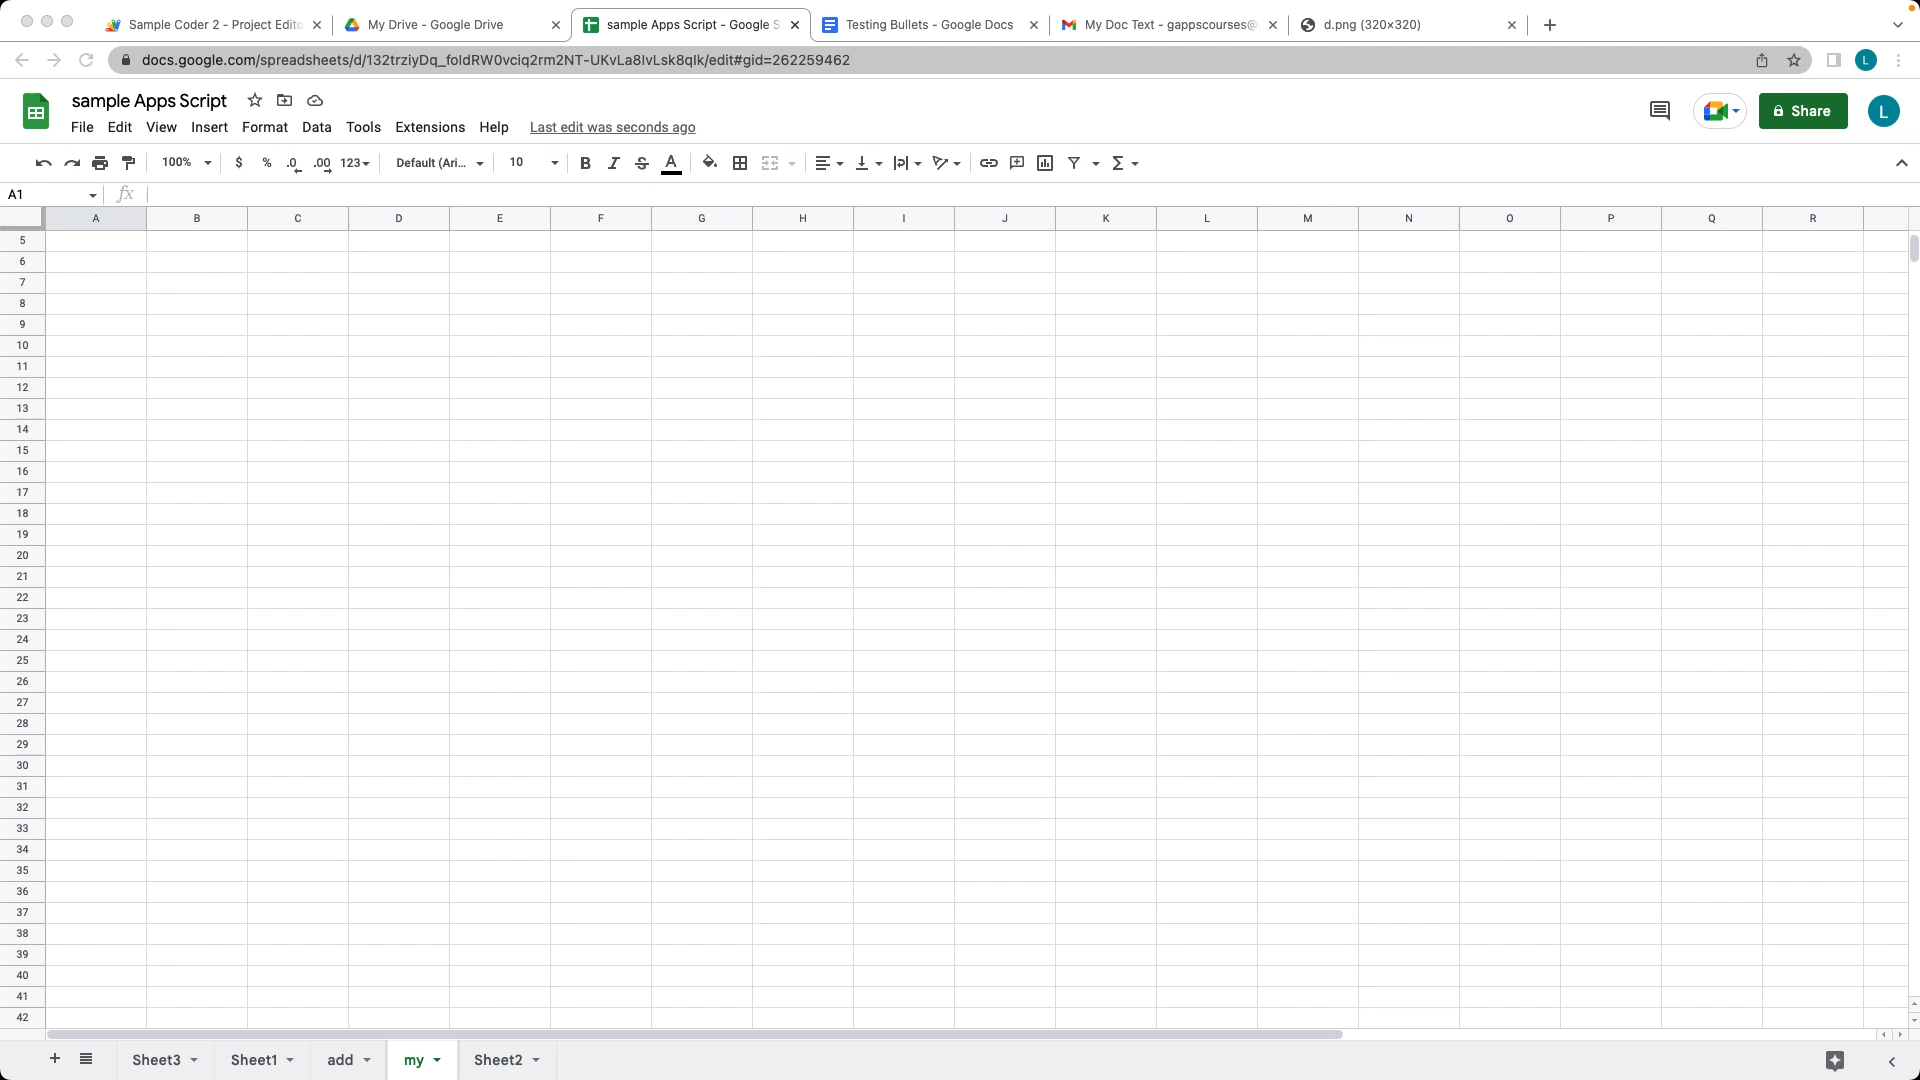 Sample Coder 2 - Project Edito
My Drive - Google Drive
sample Apps Script - Google S
Testing Bullets - Google Docs
My Doc Text - gappscourses@
d.png (320×320)
docs.google.com/spreadsheets/d/132trziyDq_foldRW0vciq2rm2NT-UKvLa8lvLsk8qIk/edit#gid=262259462
L
sample Apps Script
File Edit View Insert Format Data Tools Extensions Help Last edit was seconds ago
Share
L
100% $ % .0 .00 123 Default (Ari... 10 B I S A
A1 fx
A B C D E F G H I J K L M N O P Q R
5
6
7
8
9
10
11
12
13
14
15
16
17
18
19
20
21
22
23
24
25
26
27
28
29
30
31
32
33
34
35
36
37
38
39
40
41
42
Sheet3 Sheet1 add my Sheet2